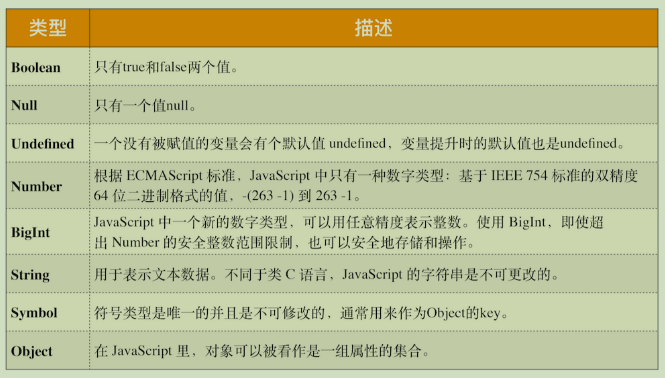 类型 描述
Boolean 只有true和false两个值。
Null 只有一个值null。
Undefined 一个没有被赋值的变量会有个默认值 undefined，变量提升时的默认值也是undefined。
Number 根据 ECMAScript 标准，JavaScript 中只有一种数字类型：基于 IEEE 754 标准的双精度
64 位二进制格式的值，-(263 -1) 到 263 -1。
BigInt JavaScript 中一个新的数字类型，可以用任意精度表示整数。使用 BigInt，即使超
出 Number 的安全整数范围限制，也可以安全地存储和操作。
String 用于表示文本数据。不同于类 C 语言，JavaScript 的字符串是不可更改的。
Symbol 符号类型是唯一的并且是不可修改的，通常用来作为Object的key。
Object 在 JavaScript 里，对象可以被看作是一组属性的集合。